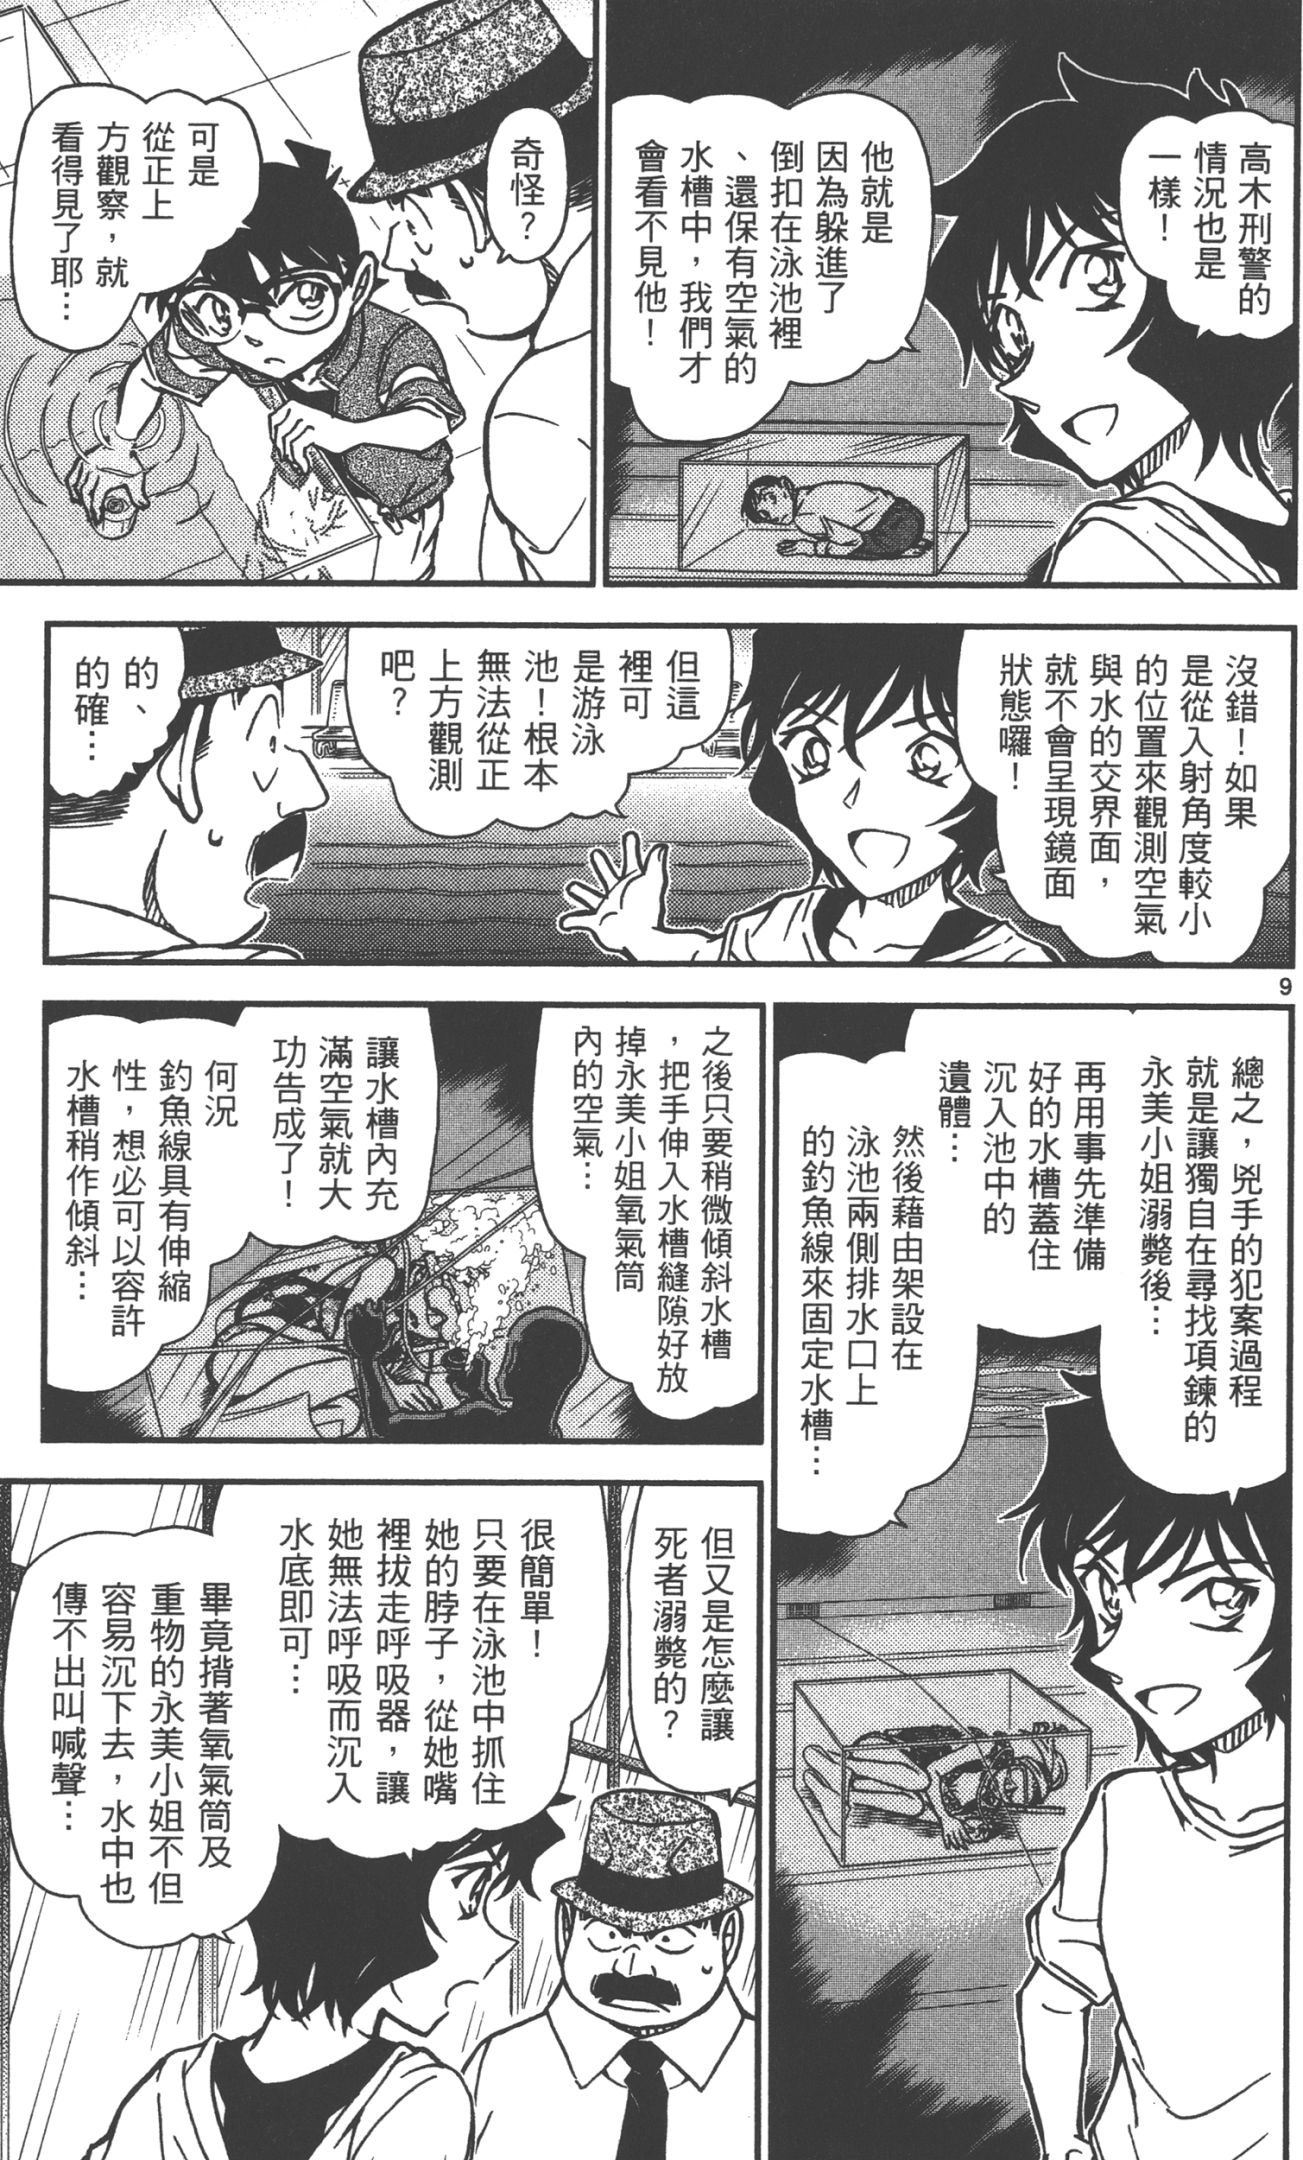 高木刑警的
情況也是
一樣！
他就是
因為躲進了
倒扣在泳池裡
、還保有空氣的
水槽中，我們才
會看不見他！
奇怪？
可是
從正上
方觀察，就
看得見了耶…
沒錯！如果
是從入射角度較小
的位置來觀測空氣
與水的交界面，
就不會呈現鏡面
狀態囉！
但這
裡可
是游泳
池！根本
無法從正
上方觀測
吧？
的、
的確…
9
總之，兇手的犯案過程
就是讓獨自在尋找項鍊的
永美小姐溺斃後…
再用事先準備
好的水槽蓋住
沉入池中的
遺體…
然後藉由架設在
泳池兩側排水口上
的釣魚線來固定水槽…
之後只要稍微傾斜水槽
，把手伸入水槽縫隙好放
掉永美小姐氧氣筒
內的空氣…
讓水槽內充
滿空氣就大
功告成了！
何況
釣魚線具有伸縮
性，想必可以容許
水槽稍作傾斜…
但又是怎麼讓
死者溺斃的？
很簡單！
只要在泳池中抓住
她的脖子，從她嘴
裡拔走呼吸器，讓
她無法呼吸而沉入
水底即可…
畢竟揹著氧氣筒及
重物的永美小姐不但
容易沉下去，水中也
傳不出叫喊聲…